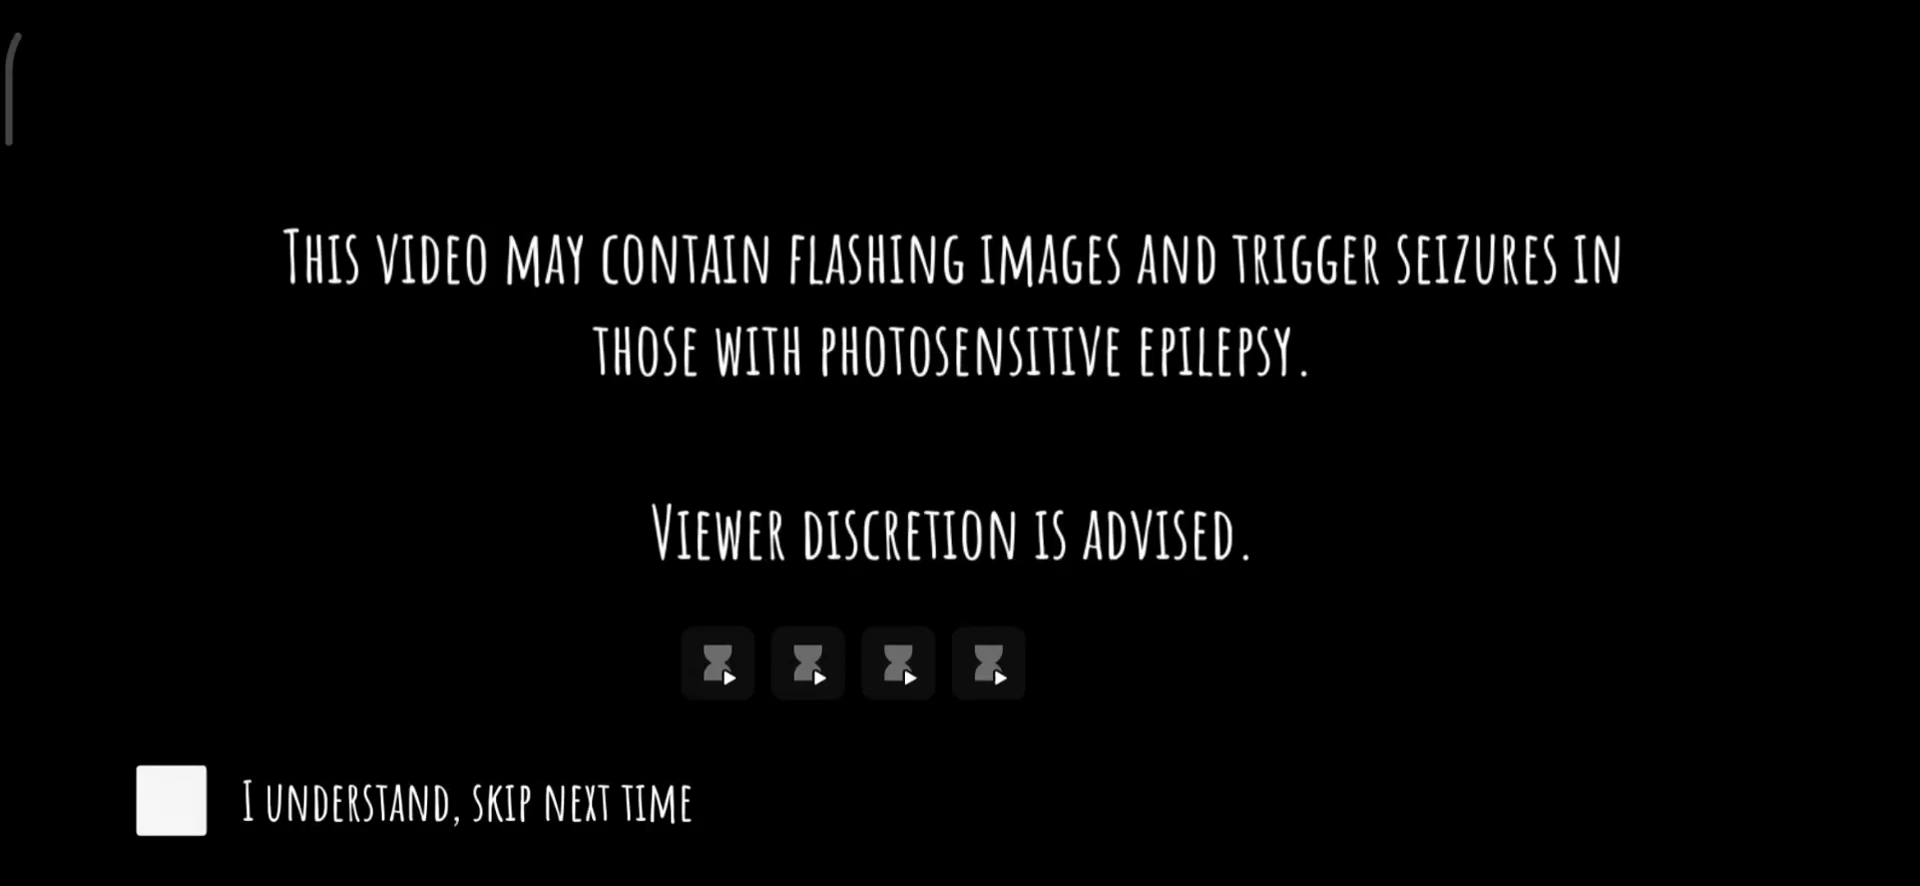 This video may contain flashing images and trigger seizures in
those with photosensitive epilepsy.
Viewer discretion is advised.
I understand, skip next time